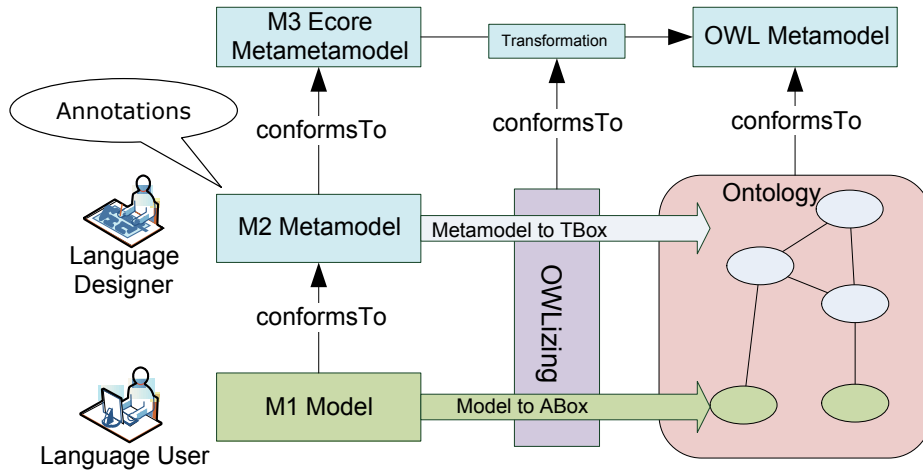 M3 Ecore
Metametamodel
Transformation
OWL Metamodel
Annotations
conformsTo
conformsTo
conformsTo
Language
Designer
M2 Metamodel
Metamodel to TBox
Ontology
OWLizing
conformsTo
Language User
M1 Model
Model to ABox